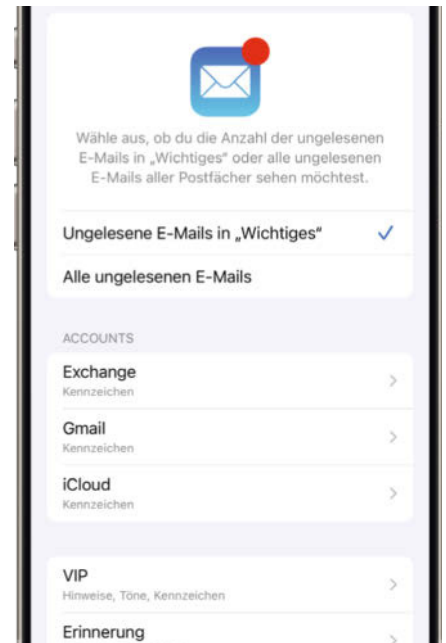 Wähle aus, ob du die Anzahl der ungelesenen
E-Mails in „Wichtiges“ oder alle ungelesenen
E-Mails aller Postfächer sehen möchtest.
Ungelesene E-Mails in „Wichtiges“
Alle ungelesenen E-Mails
ACCOUNTS
Exchange
Kennzeichen
Gmail
Kennzeichen
iCloud
Kennzeichen
VIP
Hinweise, Töne, Kennzeichen
Erinnerung